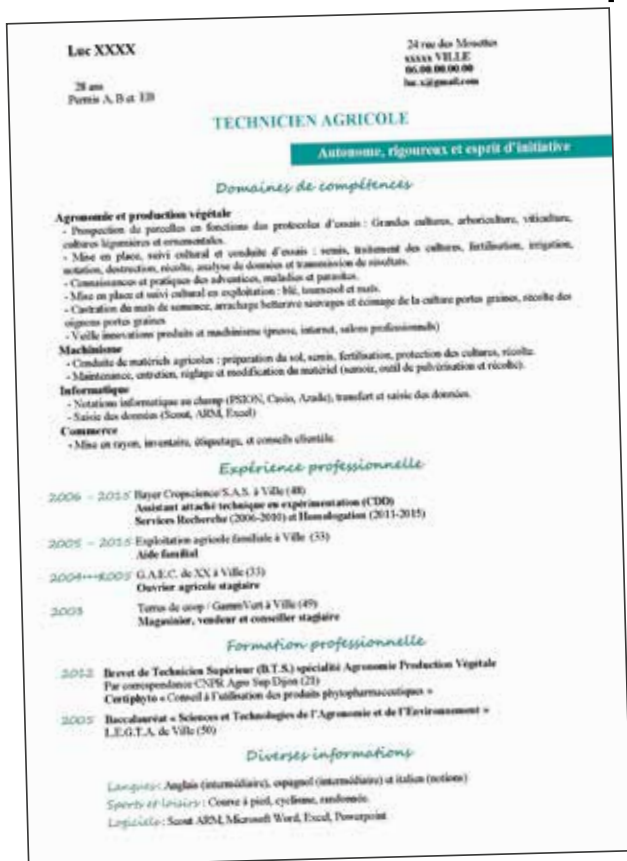 Luc XXXX
24 rue des Mouettes
xxxxx VILLE
06.00.00.00.00
luc.x@gmail.com
28 ans
Permis A, B et EB
TECHNICIEN AGRICOLE
Autonome, rigoureux et esprit d'initiative
Domaines de compétences
Agronomie et production végétale
- Prospection de parcelles en fonctions des protocoles d'essais : Grandes cultures, arboriculture, viticulture,
cultures légumières et ornementales.
- Mise en place, suivi cultural et conduite d'essais : semis, traitement des cultures, fertilisation, irrigation,
notation, destruction, récolte, analyse de données et transmission de résultats.
- Connaissances et pratiques des adventices, maladies et parasites.
- Mise en place et suivi cultural en exploitation : blé, tournesol et maïs.
- Castration du maïs de semence, arrachage betterave sauvages et écimage de la culture portes graines, récolte des
oignons portes graines
- Veille innovations produits et machinisme (presse, internet, salons professionnels)
Machinisme
- Conduite de matériels agricoles : préparation du sol, semis, fertilisation, protection des cultures, récolte.
- Maintenance, entretien, réglage et modification du matériel (semoir, outil de pulvérisation et récolte).
Informatique
- Notations informatique au champ (PSION, Casio, Azade), transfert et saisie des données.
- Saisie des données (Scout, ARM, Excel)
Commerce
- Mise en rayon, inventaire, étiquetage, et conseils clientèle.
Expérience professionnelle
2006 - 2015 Bayer Cropscience/S.A.S. à Ville (48)
Assistant attaché technique en expérimentation (CDD)
Services Recherche (2006-2010) et Homologation (2011-2015)
2005 - 2015 Exploitation agricole familiale à Ville (33)
Aide familial
G.A.E.C. de XX à Ville (33)
Ouvrier agricole stagiaire
2003 Terres de coop / GammVert à Ville (49)
Magasinier, vendeur et conseiller stagiaire
Formation professionnelle
2012 Brevet de Technicien Supérieur (B.T.S.) spécialité Agronomie Production Végétale
Par correspondance CNPR Agro Sup Dijon (21)
Certiphyto « Conseil à l'utilisation des produits phytopharmaceutiques »
2005 Baccalauréat « Sciences et Technologies de l'Agronomie et de l'Environnement »
L.E.G.T.A. de Ville (50)
Diverses informations
Langues : Anglais (intermédiaire), espagnol (intermédiaire) et italien (notions)
Sports et loisirs : Course à pied, cyclisme, randonnée.
Logiciels : Scout ARM, Microsoft Word, Excel, Powerpoint